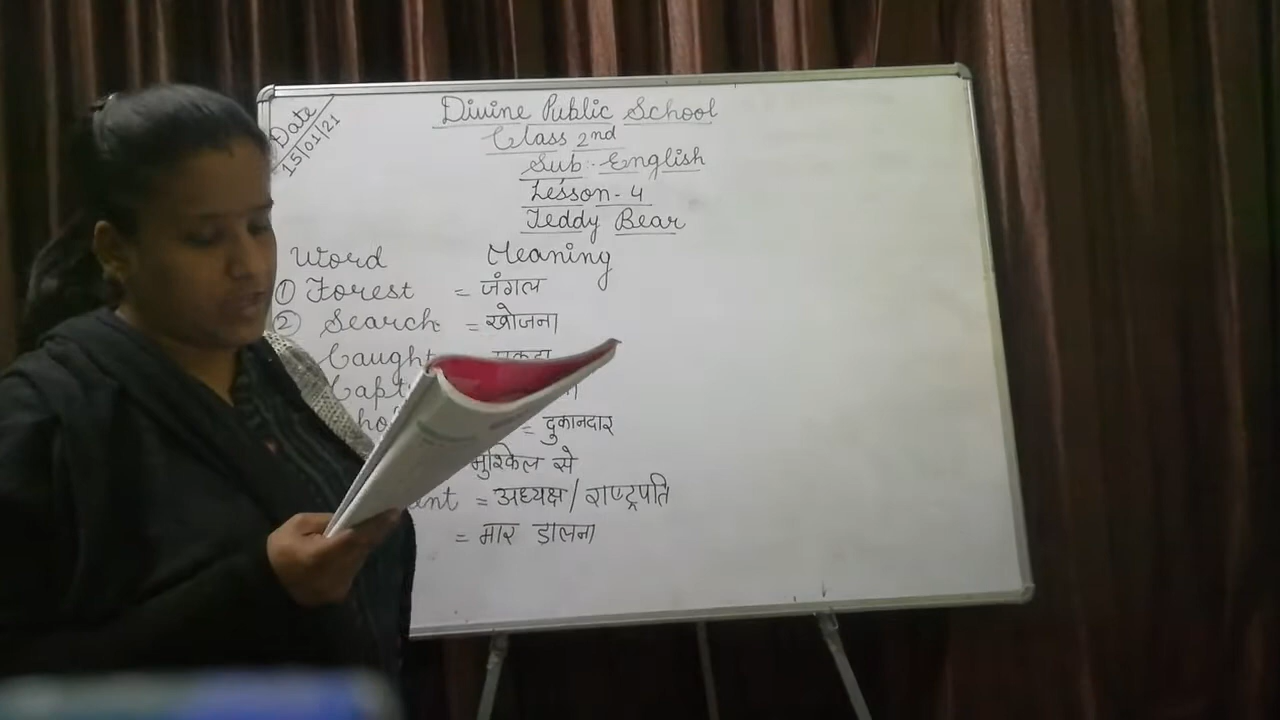 Date
15/01/21
Divine Public School
Class 2nd
Sub:- English
Lesson - 4
Teddy Bear
Word Meaning
① Forest = जंगल
② Search = खोजना
Caught
= दुकानदार
मुश्किल से
= अध्यक्ष / राष्ट्रपति
= मार डालना